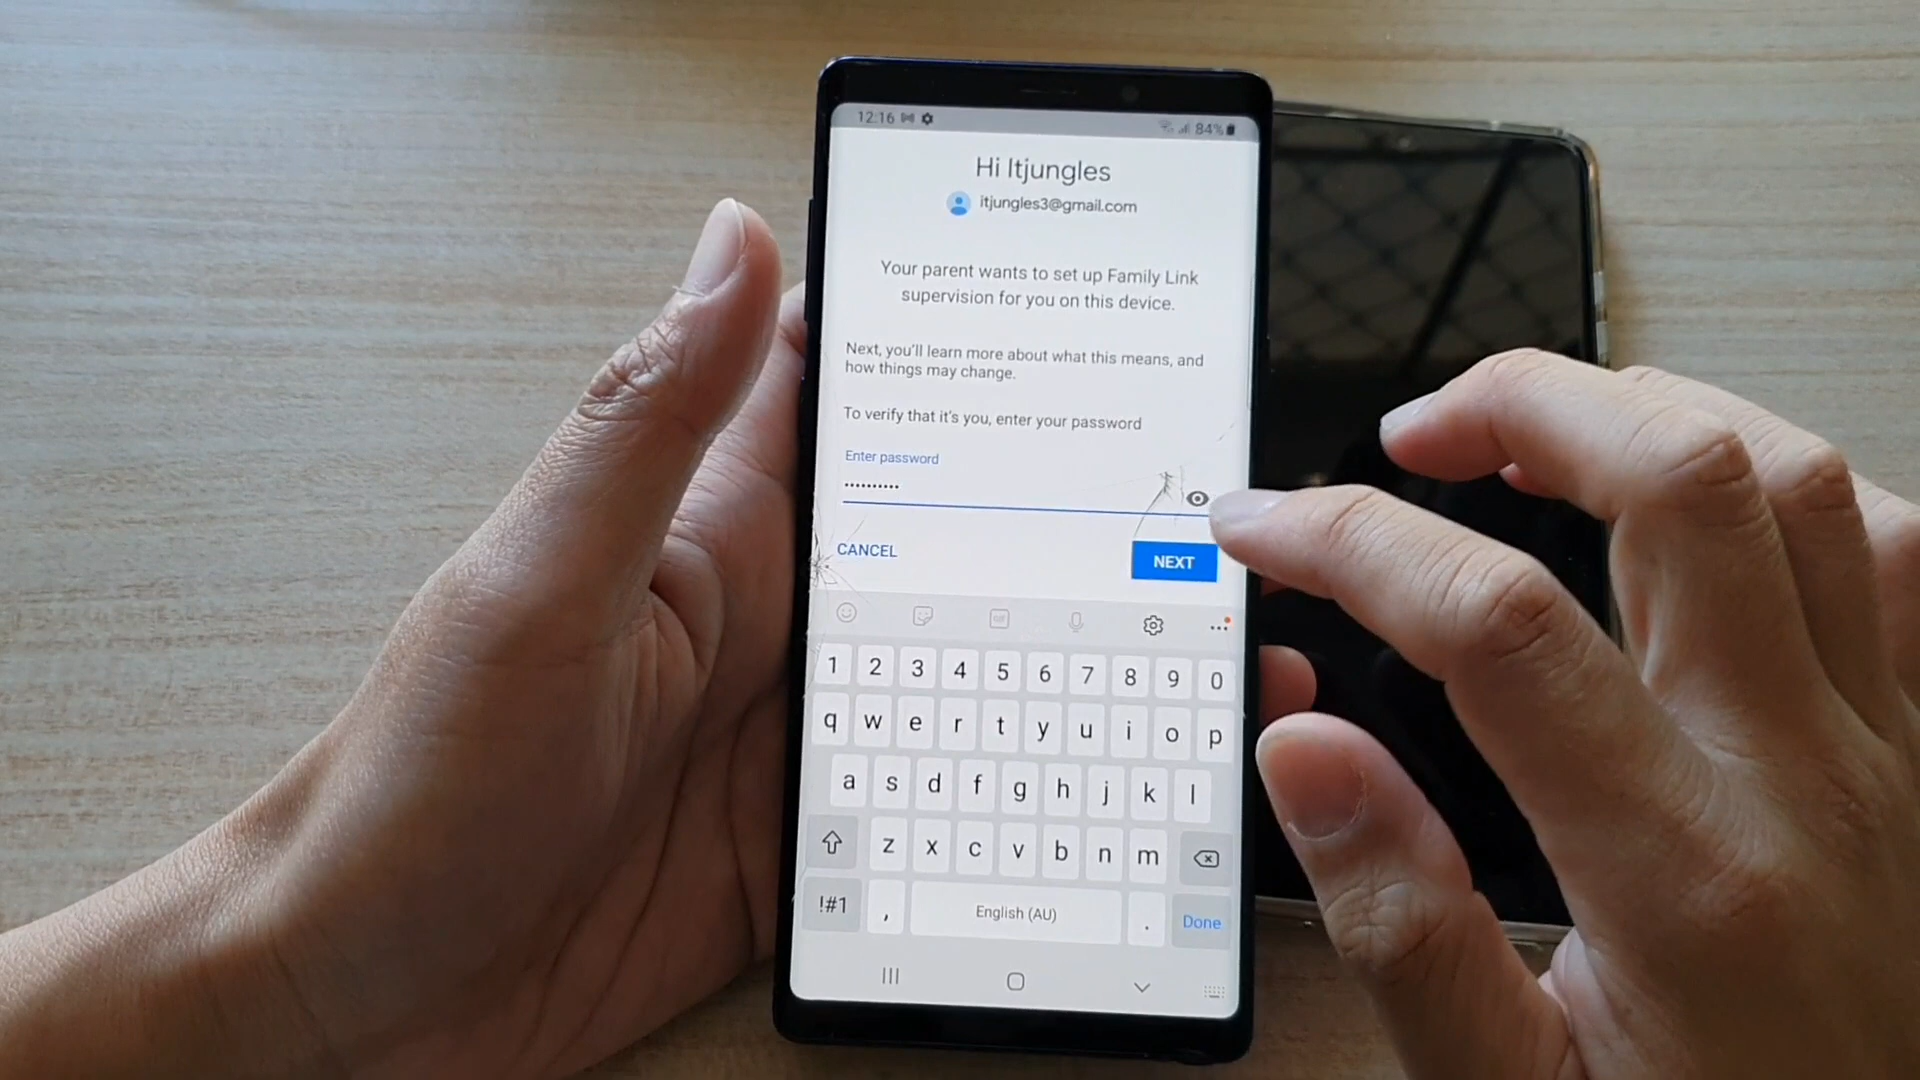 12:16 84%
Hi Itjungles
itjungles3@gmail.com
Your parent wants to set up Family Link
supervision for you on this device.
Next, you'll learn more about what this means, and
how things may change.
To verify that it's you, enter your password
Enter password
••••••••••
CANCEL NEXT
GIF
1 2 3 4 5 6 7 8 9 0
q w e r t y u i o p
a s d f g h j k l
z x c v b n m
!#1 , English (AU) . Done